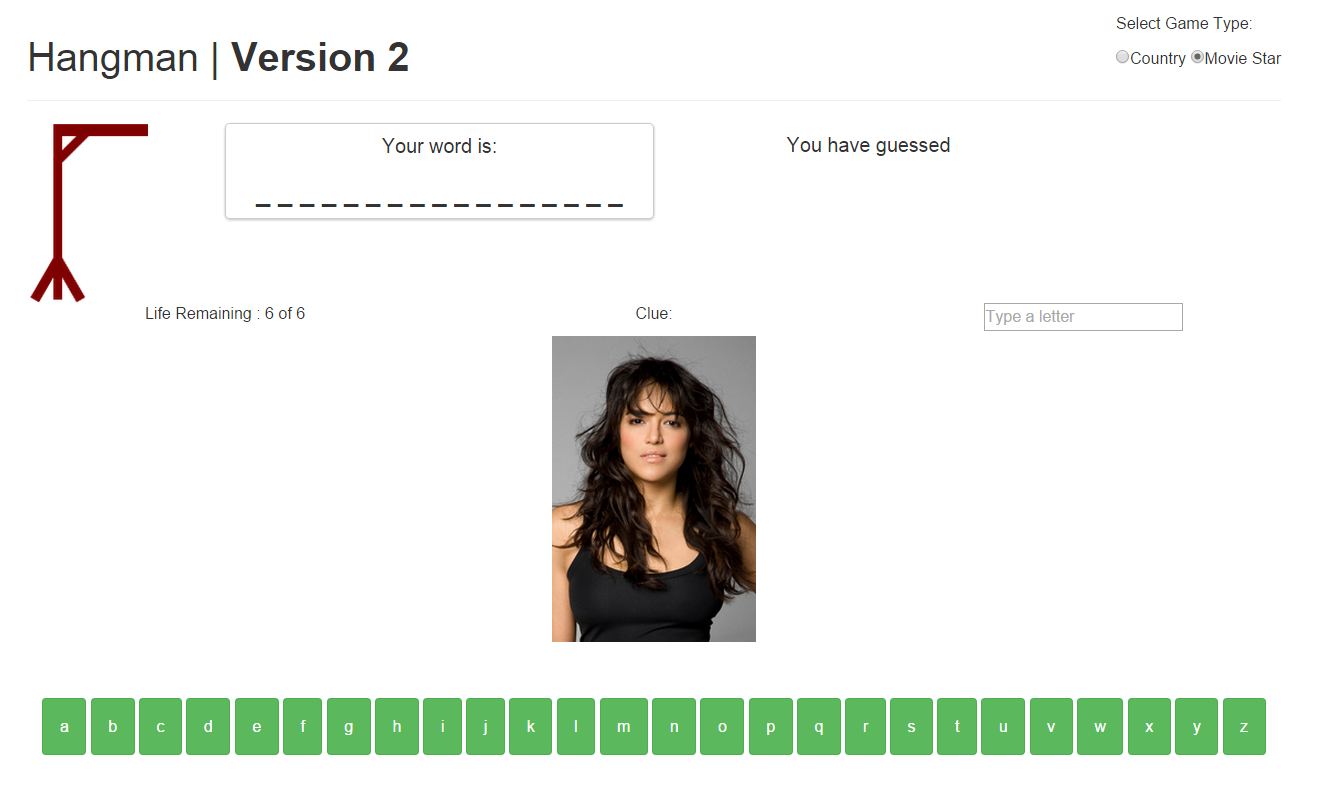 Select Game Type:
Hangman | Version 2
Country Movie Star
Your word is:
You have guessed
_ _ _ _ _ _ _ _ _ _ _ _ _ _ _ _ _
Life Remaining : 6 of 6
Clue:
Type a letter
a b c d e f g h i j k l m n o p q r s t u v w x y z